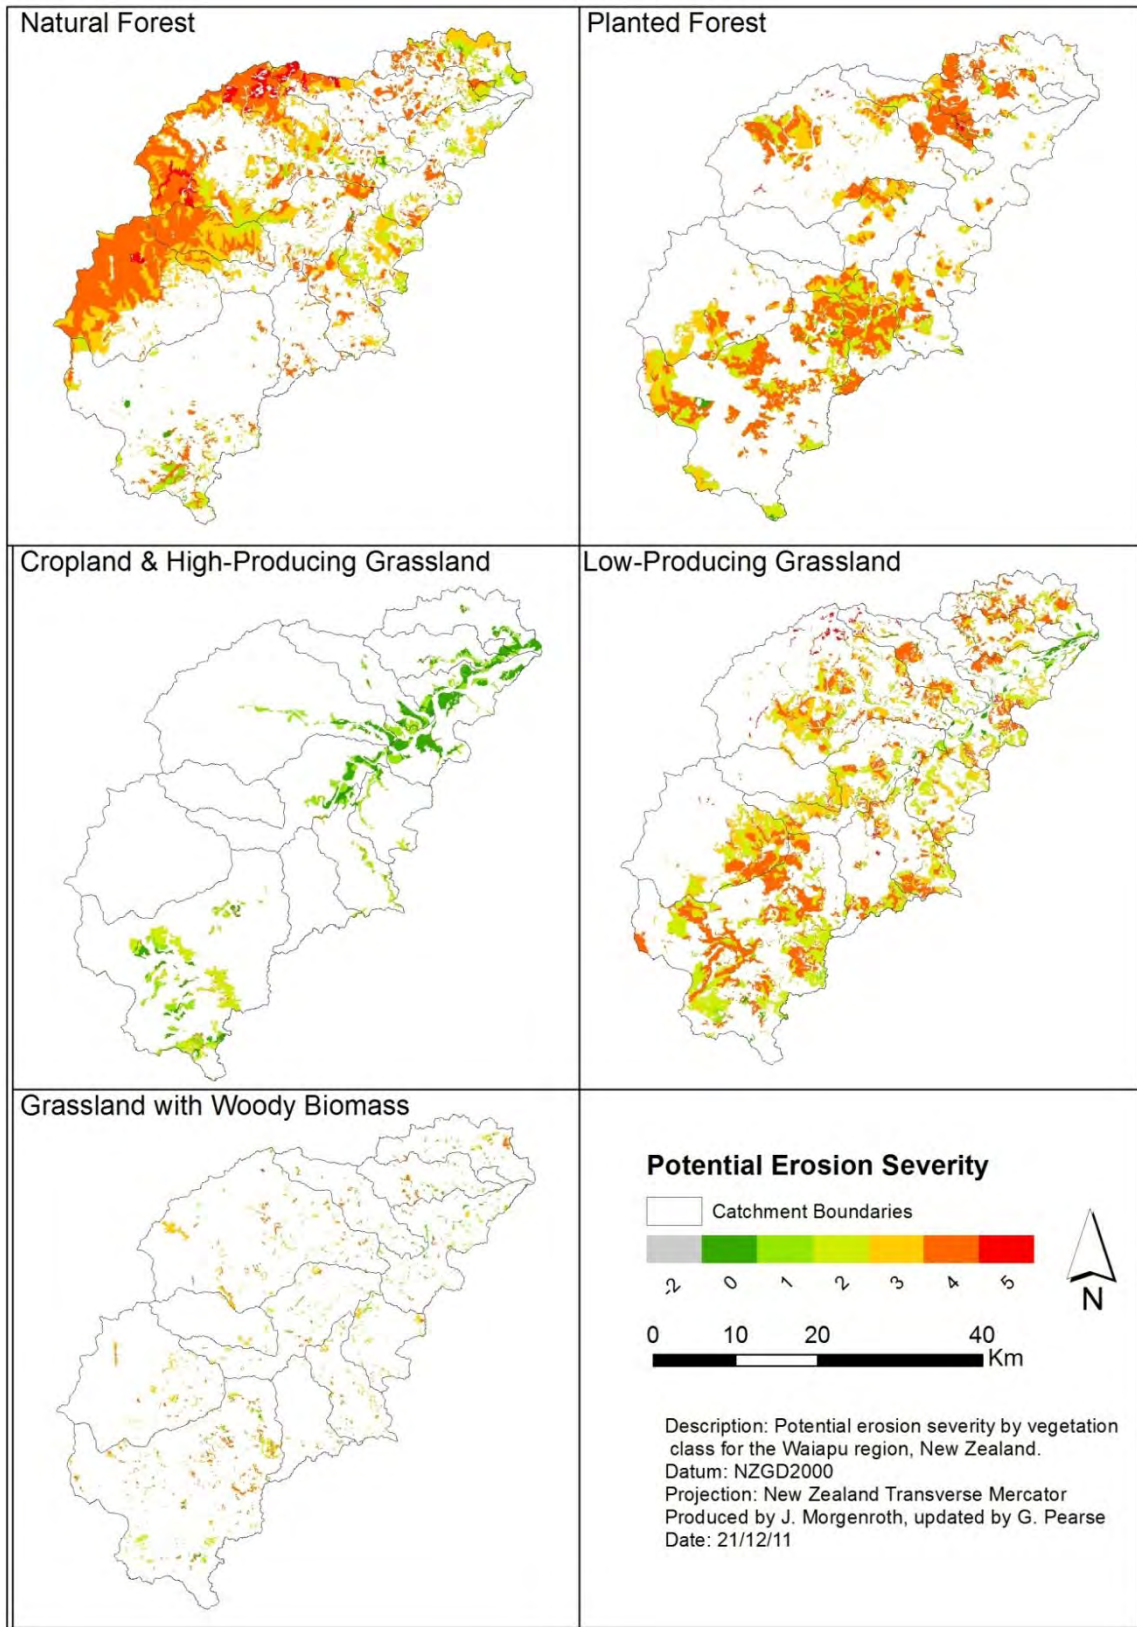 Natural Forest
Planted Forest
Cropland & High-Producing Grassland
Low-Producing Grassland
Grassland with Woody Biomass
Potential Erosion Severity
Catchment Boundaries
-2 0 1 2 3 4 5
N
0 10 20 40
Km
Description: Potential erosion severity by vegetation
class for the Waiapu region, New Zealand.
Datum: NZGD2000
Projection: New Zealand Transverse Mercator
Produced by J. Morgenroth, updated by G. Pearse
Date: 21/12/11